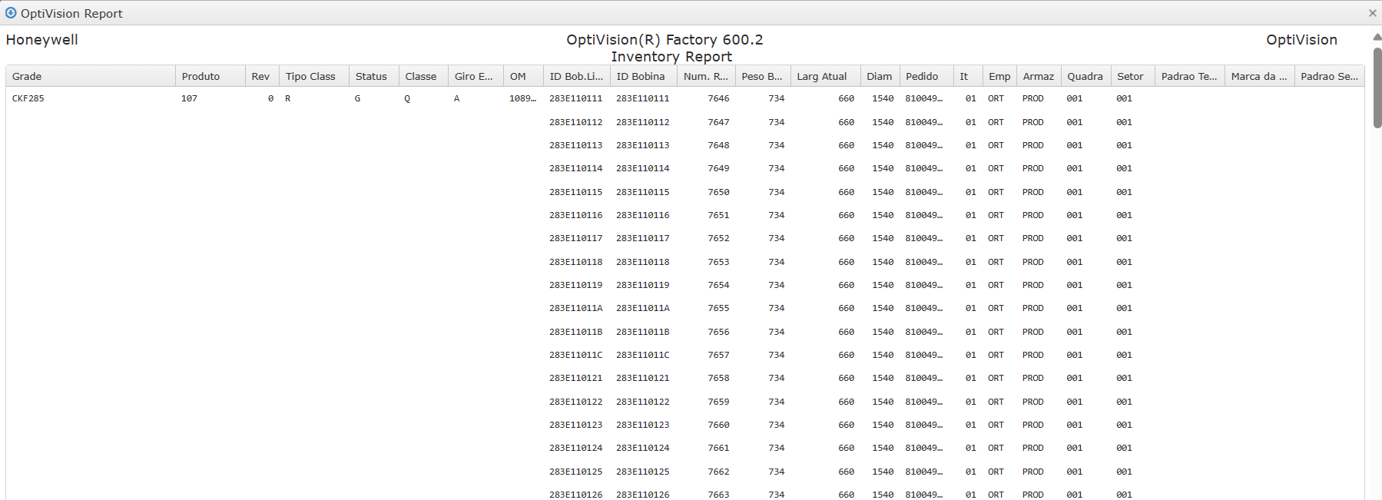 OptiVision Report
Honeywell OptiVision(R) Factory 600.2 OptiVision
Inventory Report
Grade Produto Rev Tipo Class Status Classe Giro E... OM ID Bob.Li... ID Bobina Num. R... Peso B... Larg Atual Diam Pedido It Emp Armaz Quadra Setor Padrao Te... Marca da ... Padrao Se...
CKF285 107 0 R G Q A 1089… 283E110111 283E110111 7646 734 660 1540 810049… 01 ORT PROD 001 001
283E110112 283E110112 7647 734 660 1540 810049… 01 ORT PROD 001 001
283E110113 283E110113 7648 734 660 1540 810049… 01 ORT PROD 001 001
283E110114 283E110114 7649 734 660 1540 810049… 01 ORT PROD 001 001
283E110115 283E110115 7650 734 660 1540 810049… 01 ORT PROD 001 001
283E110116 283E110116 7651 734 660 1540 810049… 01 ORT PROD 001 001
283E110117 283E110117 7652 734 660 1540 810049… 01 ORT PROD 001 001
283E110118 283E110118 7653 734 660 1540 810049… 01 ORT PROD 001 001
283E110119 283E110119 7654 734 660 1540 810049… 01 ORT PROD 001 001
283E11011A 283E11011A 7655 734 660 1540 810049… 01 ORT PROD 001 001
283E11011B 283E11011B 7656 734 660 1540 810049… 01 ORT PROD 001 001
283E11011C 283E11011C 7657 734 660 1540 810049… 01 ORT PROD 001 001
283E110121 283E110121 7658 734 660 1540 810049… 01 ORT PROD 001 001
283E110122 283E110122 7659 734 660 1540 810049… 01 ORT PROD 001 001
283E110123 283E110123 7660 734 660 1540 810049… 01 ORT PROD 001 001
283E110124 283E110124 7661 734 660 1540 810049… 01 ORT PROD 001 001
283E110125 283E110125 7662 734 660 1540 810049… 01 ORT PROD 001 001
283E110126 283E110126 7663 734 660 1540 810049… 01 ORT PROD 001 001